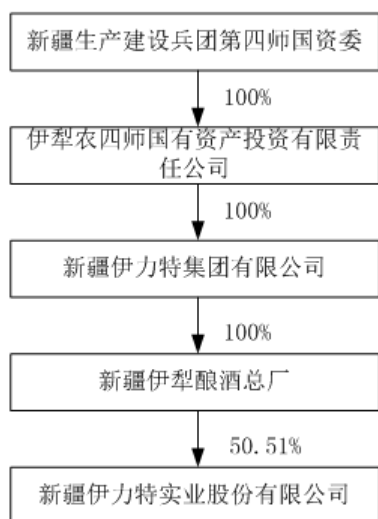 新疆生产建设兵团第四师国资委
100%
伊犁农四师国有资产投资有限责
任公司
100%
新疆伊力特集团有限公司
100%
新疆伊犁酿酒总厂
50.51%
新疆伊力特实业股份有限公司